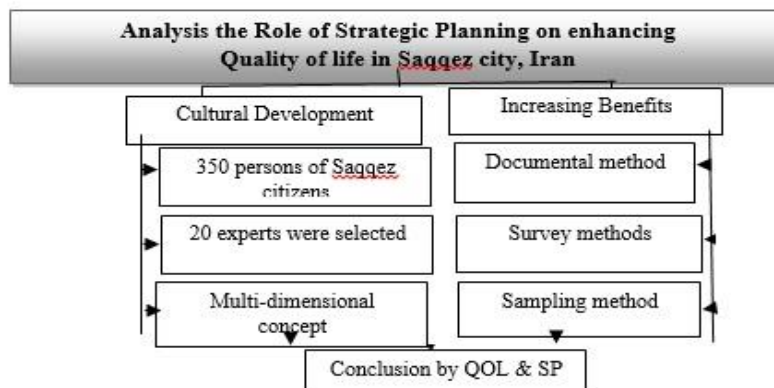 Analysis the Role of Strategic Planning on enhancing
Quality of life in Saqqez city, Iran
Cultural Development
Increasing Benefits
350 persons of Saqqez
citizens
Documental method
20 experts were selected
Survey methods
Multi-dimensional
concept
Sampling method
Conclusion by QOL & SP